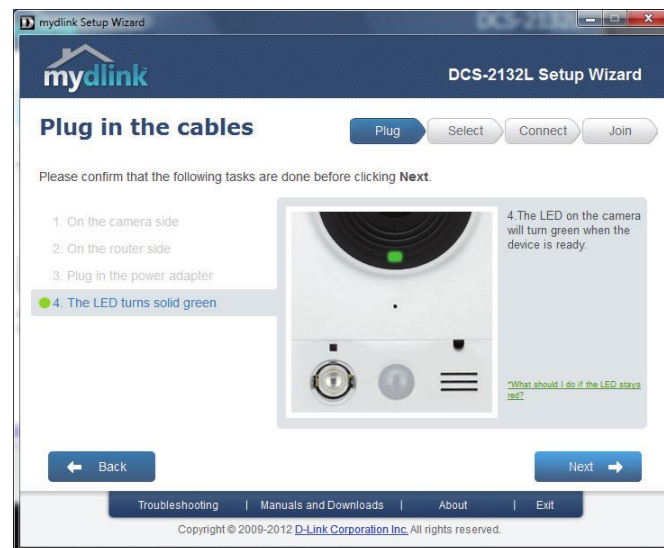 mydlink Setup Wizard
mydlink
DCS-2132L Setup Wizard
Plug in the cables
Plug
Select
Connect
Join
Please confirm that the following tasks are done before clicking Next.
1. On the camera side
2. On the router side
3. Plug in the power adapter
4. The LED turns solid green
4.The LED on the camera
will turn green when the
device is ready.
*What should I do if the LED stays
red?
Back
Next
Troubleshooting | Manuals and Downloads | About | Exit
Copyright © 2009-2012 D-Link Corporation Inc. All rights reserved.